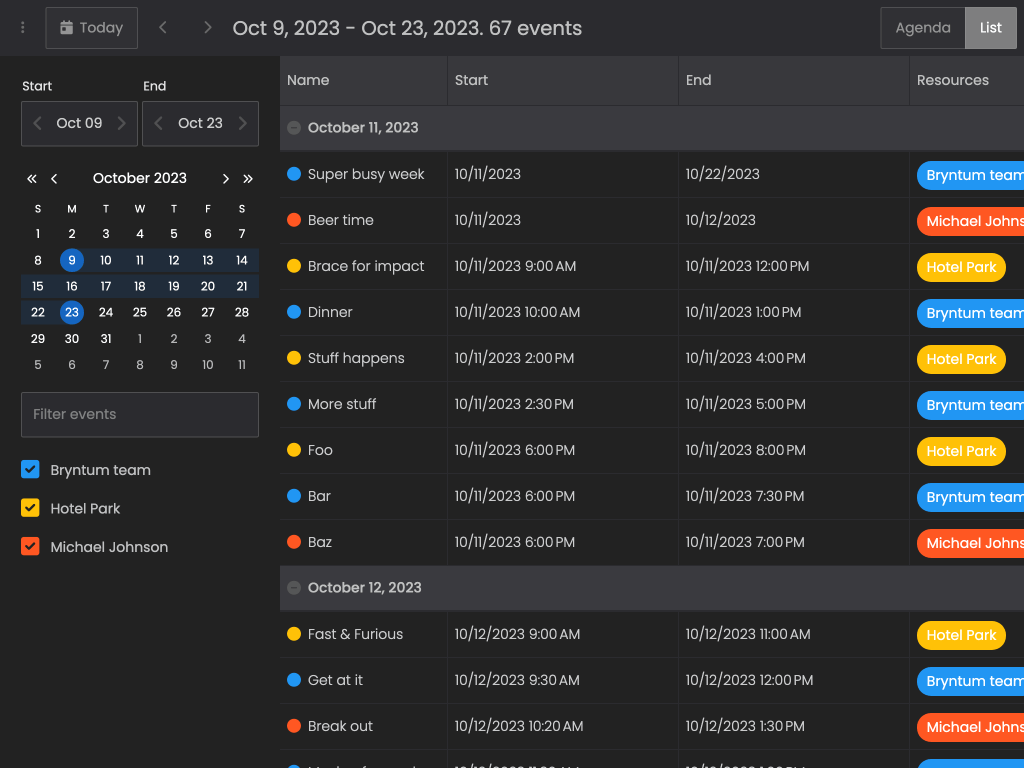 Today
Oct 9, 2023 - Oct 23, 2023. 67 events
Agenda
List
Start End
Oct 09 Oct 23
October 2023
S M T W T F S
1 2 3 4 5 6 7
8 9 10 11 12 13 14
15 16 17 18 19 20 21
22 23 24 25 26 27 28
29 30 31 1 2 3 4
5 6 7 8 9 10 11
Filter events
Bryntum team
Hotel Park
Michael Johnson
Name Start End Resources
October 11, 2023
Super busy week 10/11/2023 10/22/2023 Bryntum team
Beer time 10/11/2023 10/12/2023 Michael Johns
Brace for impact 10/11/2023 9:00 AM 10/11/2023 12:00 PM Hotel Park
Dinner 10/11/2023 10:00 AM 10/11/2023 1:00 PM Bryntum team
Stuff happens 10/11/2023 2:00 PM 10/11/2023 4:00 PM Hotel Park
More stuff 10/11/2023 2:30 PM 10/11/2023 5:00 PM Bryntum team
Foo 10/11/2023 6:00 PM 10/11/2023 8:00 PM Hotel Park
Bar 10/11/2023 6:00 PM 10/11/2023 7:30 PM Bryntum team
Baz 10/11/2023 6:00 PM 10/11/2023 7:00 PM Michael Johns
October 12, 2023
Fast & Furious 10/12/2023 9:00 AM 10/12/2023 11:00 AM Hotel Park
Get at it 10/12/2023 9:30 AM 10/12/2023 12:00 PM Bryntum team
Break out 10/12/2023 10:20 AM 10/12/2023 1:30 PM Michael Johns